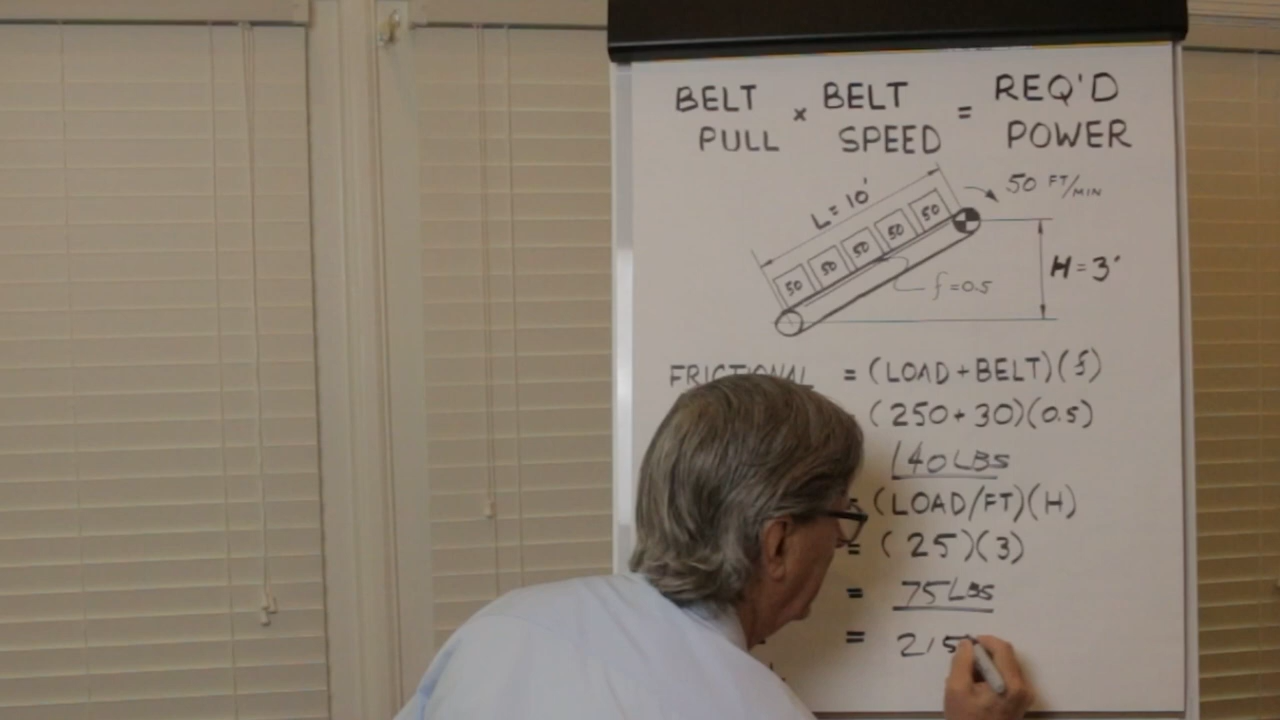 BELT × BELT = REQ'D
PULL SPEED POWER
50 FT/MIN
L = 10'
50 50 50 50 50
H = 3'
f = 0.5
FRICTIONAL = (LOAD + BELT)(f)
(250 + 30)(0.5)
140 LBS
= (LOAD/FT)(H)
= (25)(3)
= 75 LBS
= 215